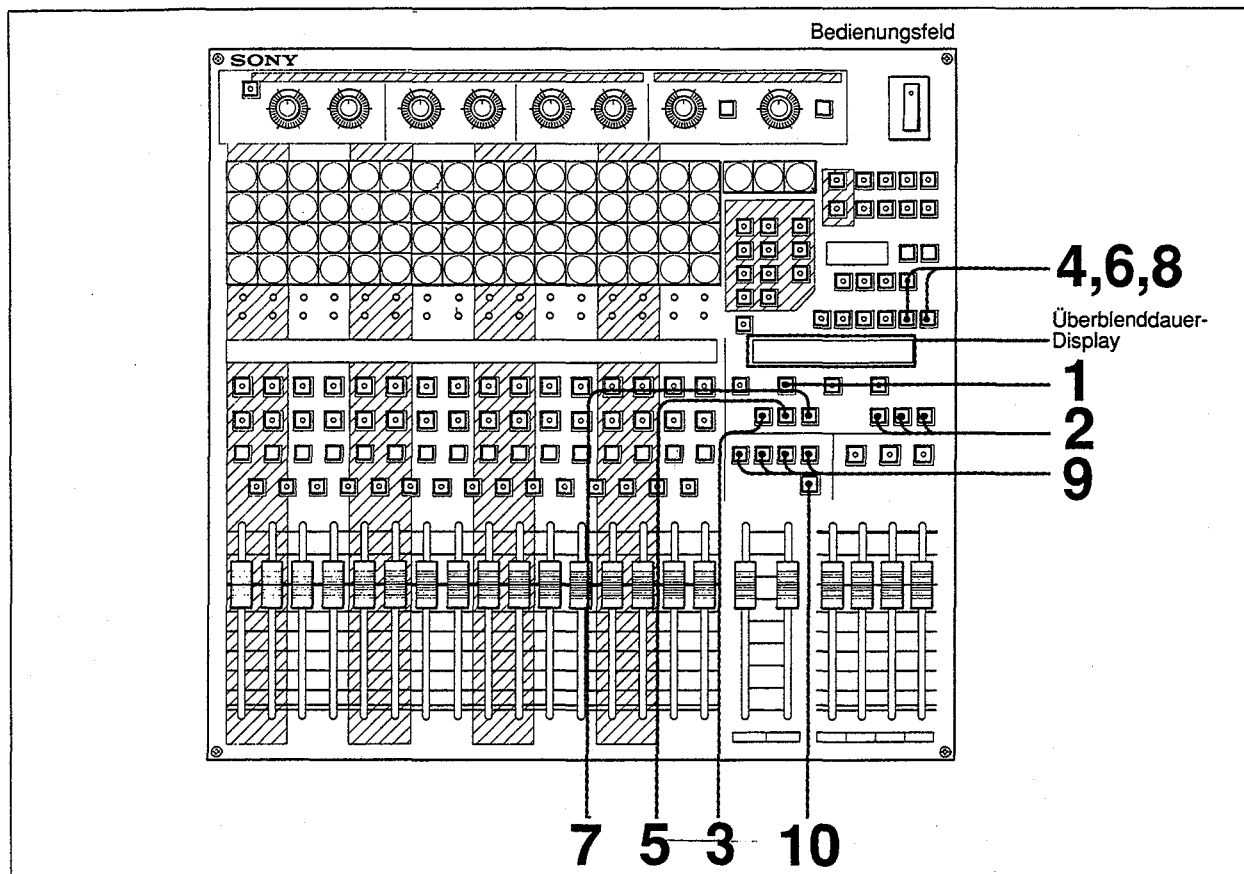 Bedienungsfeld
SONY
4,6,8
Überblenddauer-
Display
1
2
9
7 5 3 10